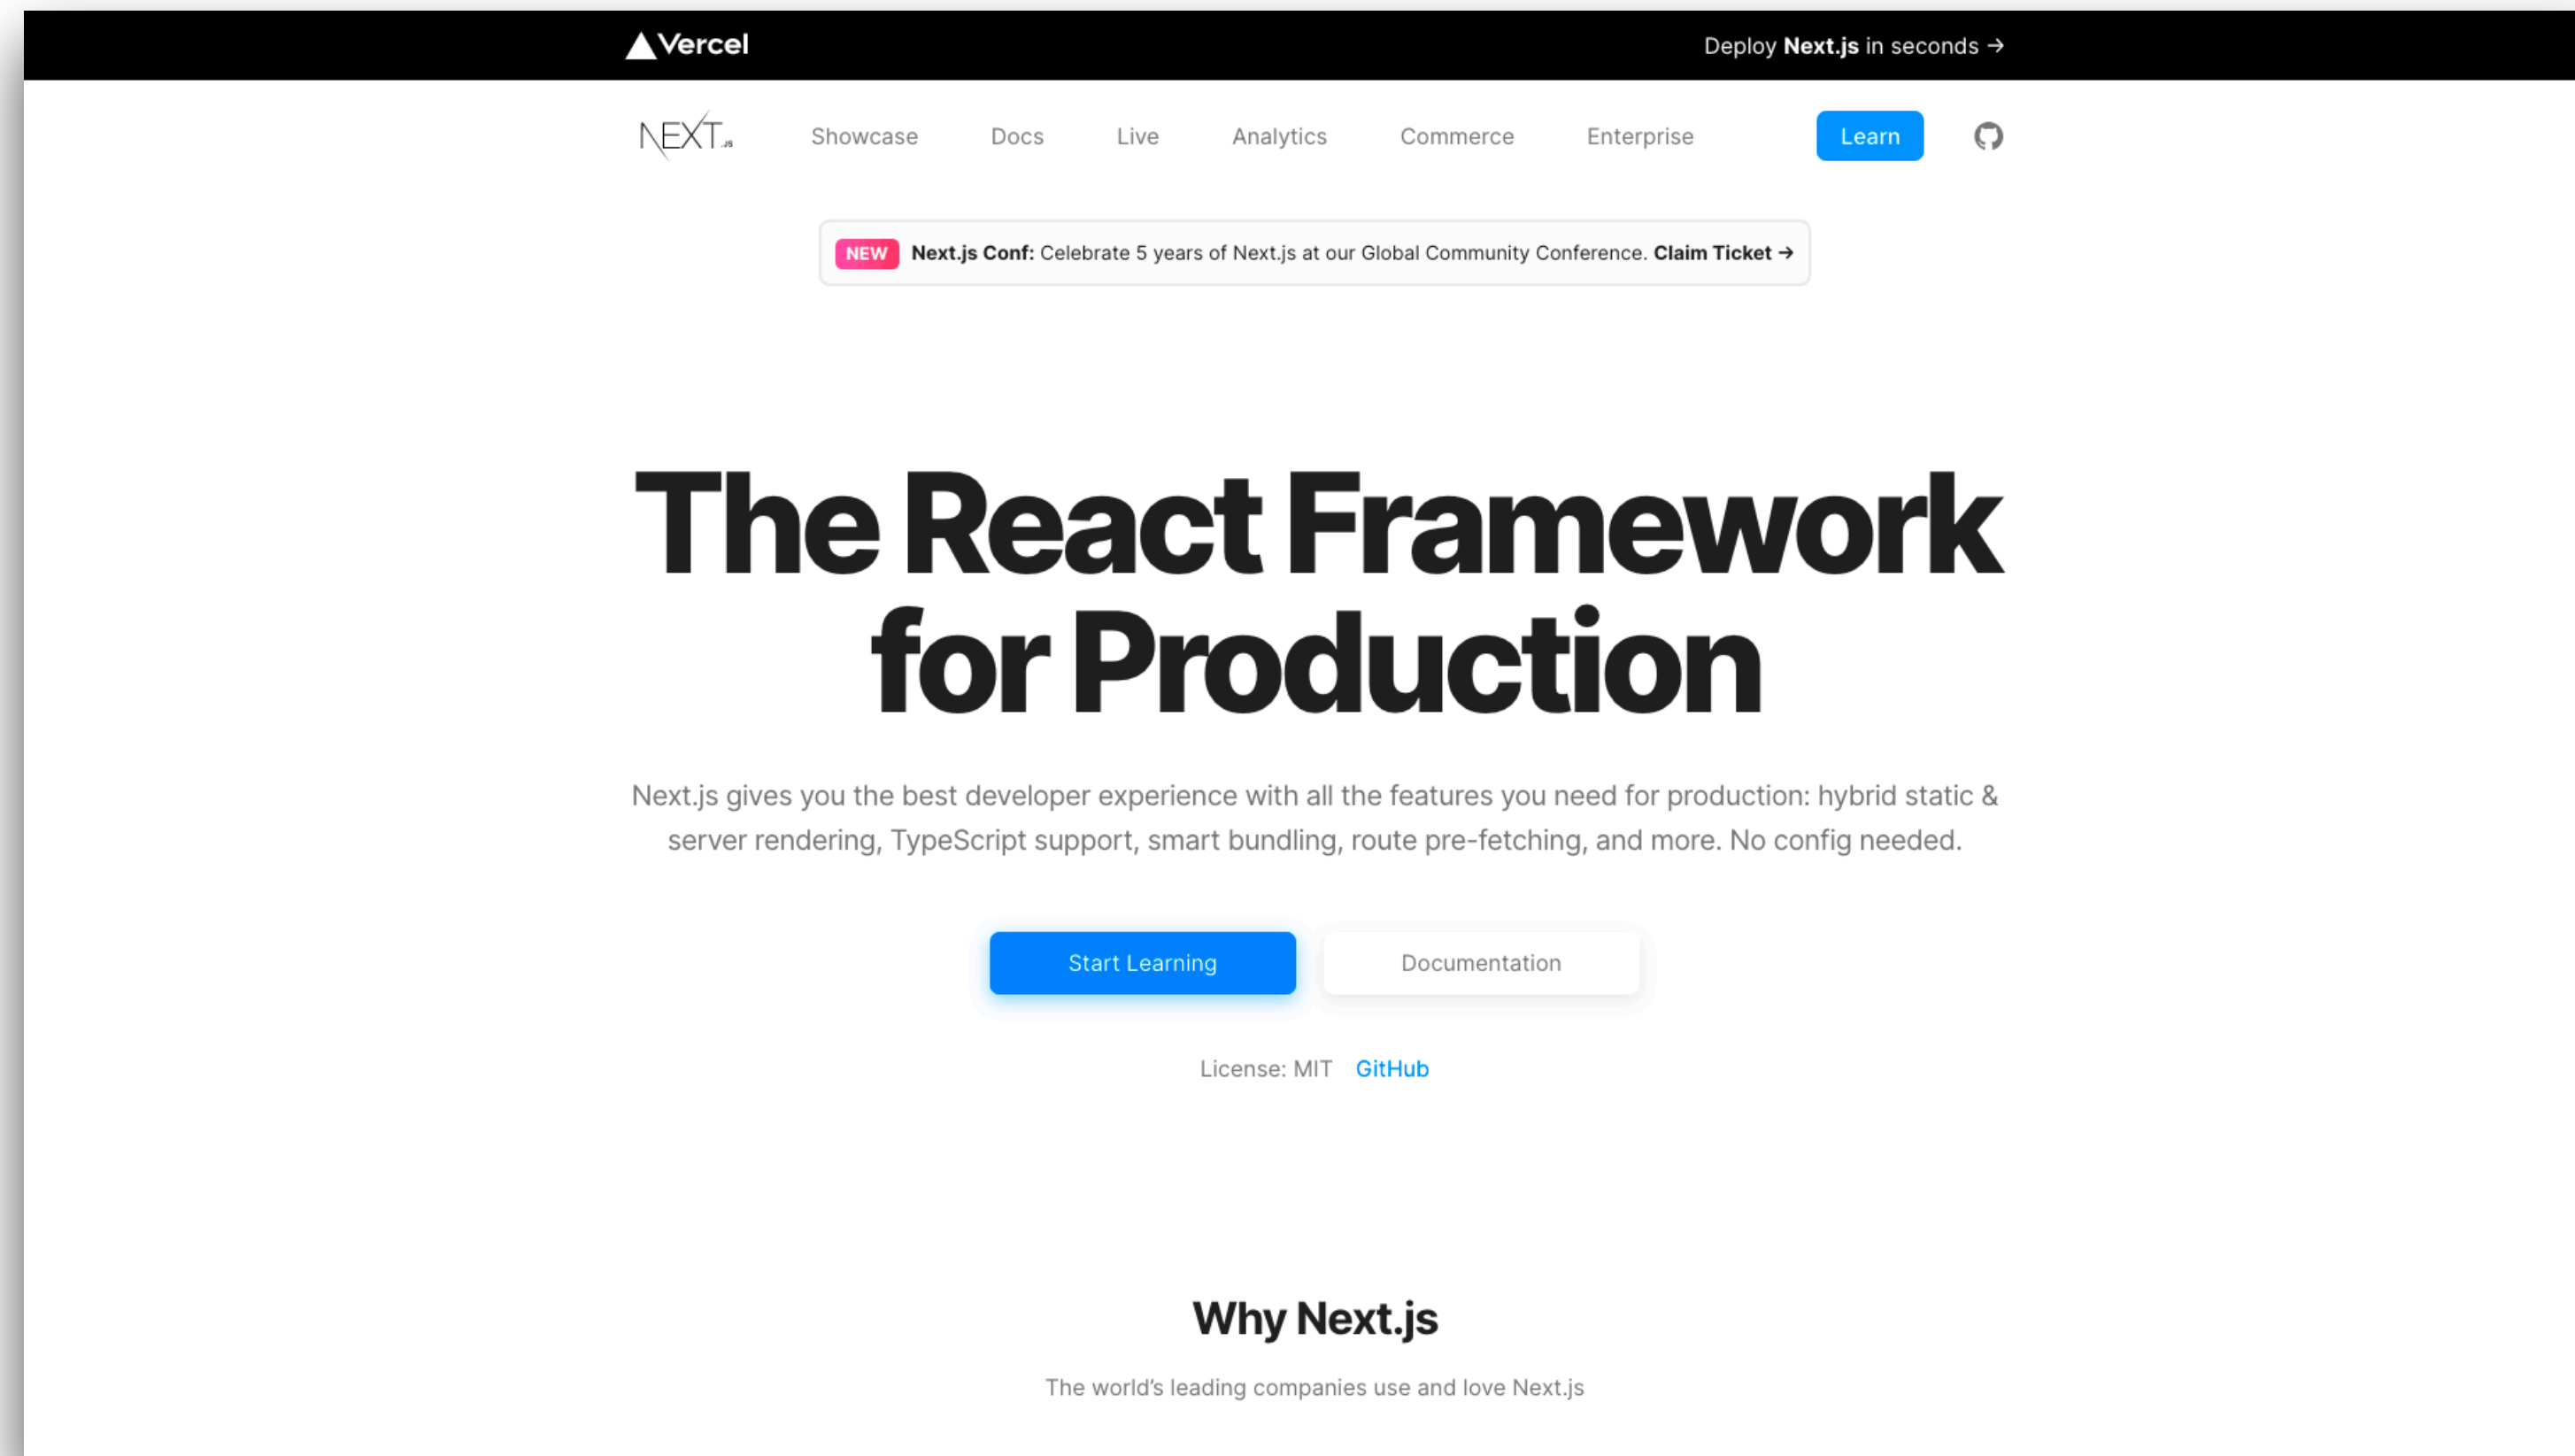 Vercel
Deploy Next.js in seconds →
NEXT.JS
Showcase
Docs
Live
Analytics
Commerce
Enterprise
Learn
NEW Next.js Conf: Celebrate 5 years of Next.js at our Global Community Conference. Claim Ticket →
The React Framework
for Production
Next.js gives you the best developer experience with all the features you need for production: hybrid static &
server rendering, TypeScript support, smart bundling, route pre-fetching, and more. No config needed.
Start Learning
Documentation
License: MIT GitHub
Why Next.js
The world’s leading companies use and love Next.js